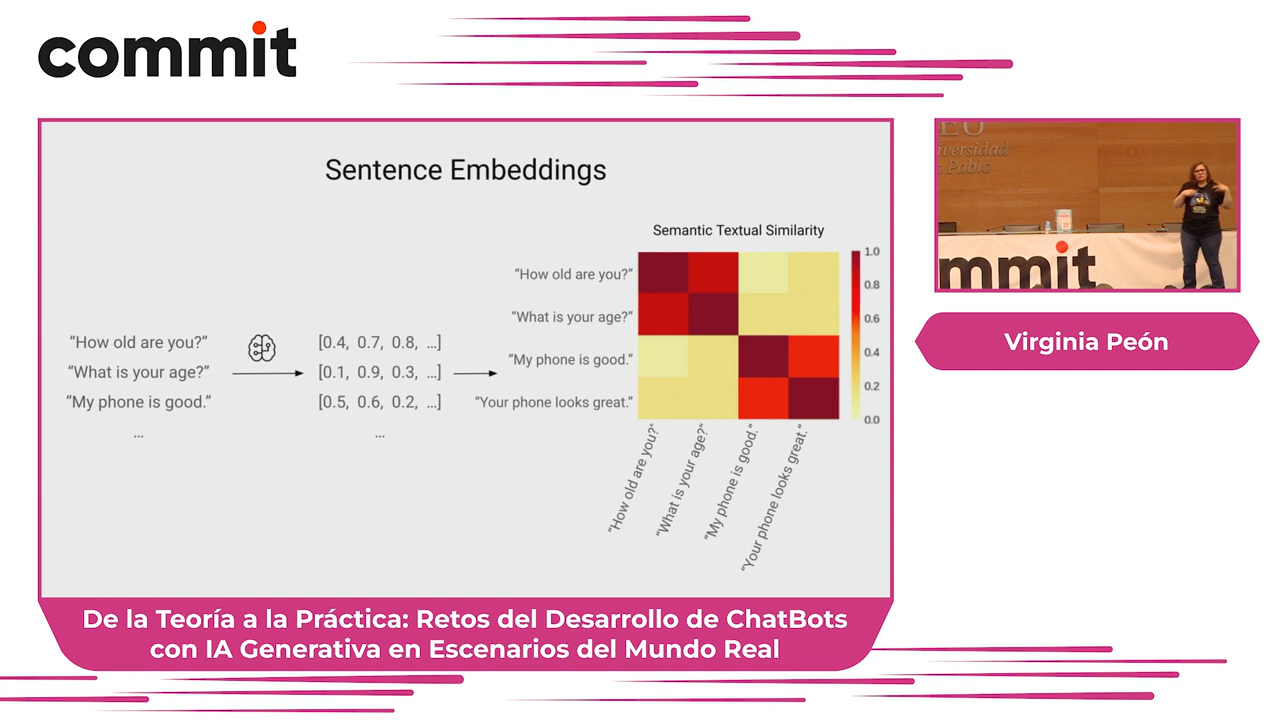 commit
Sentence Embeddings
"How old are you?"
"What is your age?"
"My phone is good."
...
[0.4, 0.7, 0.8, ...]
[0.1, 0.9, 0.3, ...]
[0.5, 0.6, 0.2, ...]
...
Semantic Textual Similarity
"How old are you?"
"What is your age?"
"My phone is good."
"Your phone looks great."
"How old are you?"
"What is your age?"
"My phone is good."
"Your phone looks great."
1.0
0.8
0.6
0.4
0.2
0.0
De la Teoría a la Práctica: Retos del Desarrollo de ChatBots
con IA Generativa en Escenarios del Mundo Real
EU
iversidad
Pablo
mmit
Virginia Peón